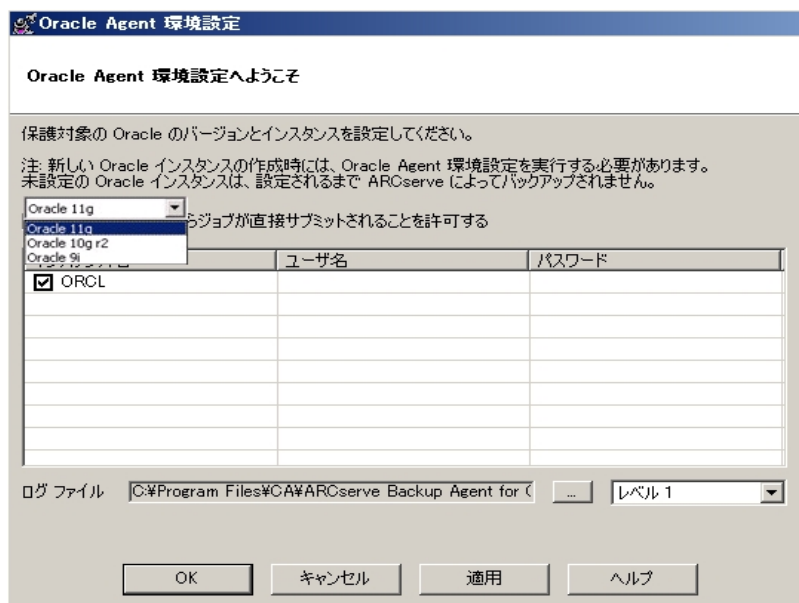 Oracle Agent 環境設定
Oracle Agent 環境設定へようこそ
保護対象の Oracle のバージョンとインスタンスを設定してください。
注: 新しい Oracle インスタンスの作成時には、Oracle Agent 環境設定を実行する必要があります。
未設定の Oracle インスタンスは、設定されるまで ARCserve によってバックアップされません。
Oracle 11g
らジョブが直接サブミットされることを許可する
Oracle 11g
Oracle 10g r2
Oracle 9i
ユーザ名 パスワード
ORCL
ログ ファイル C:¥Program Files¥CA¥ARCserve Backup Agent for ... レベル 1
OK キャンセル 適用 ヘルプ